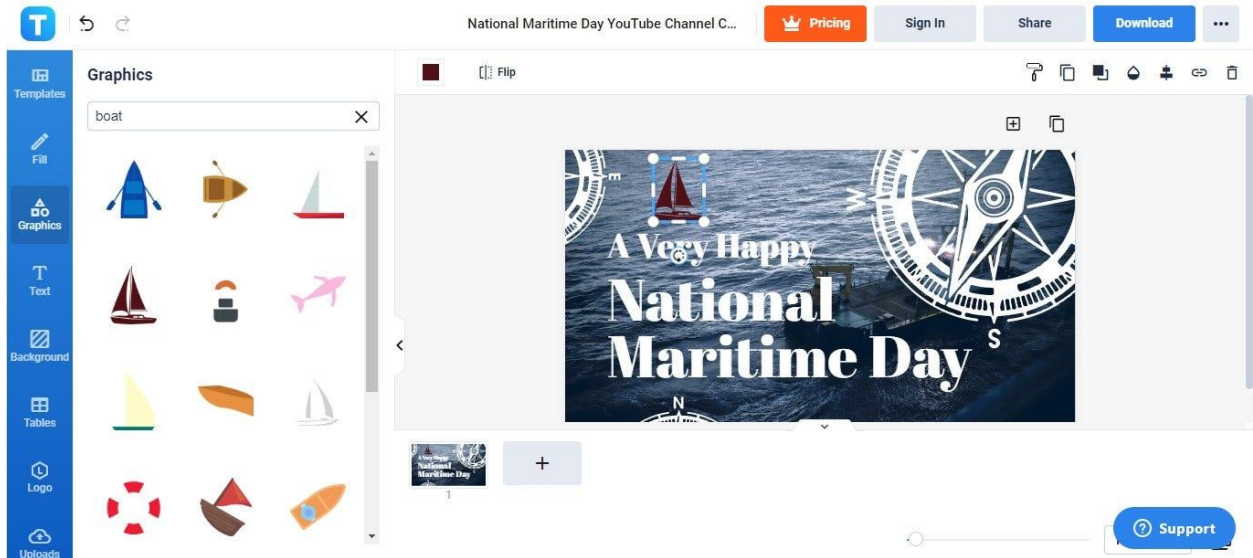 T
National Maritime Day YouTube Channel C...
Pricing
Sign In
Share
Download
Templates
Fill
Graphics
Text
Background
Tables
Logo
Uploads
Graphics
boat
Flip
E
W
A Very Happy
National
Maritime Day
S
N
A Very Happy
National
Maritime Day
1
Support